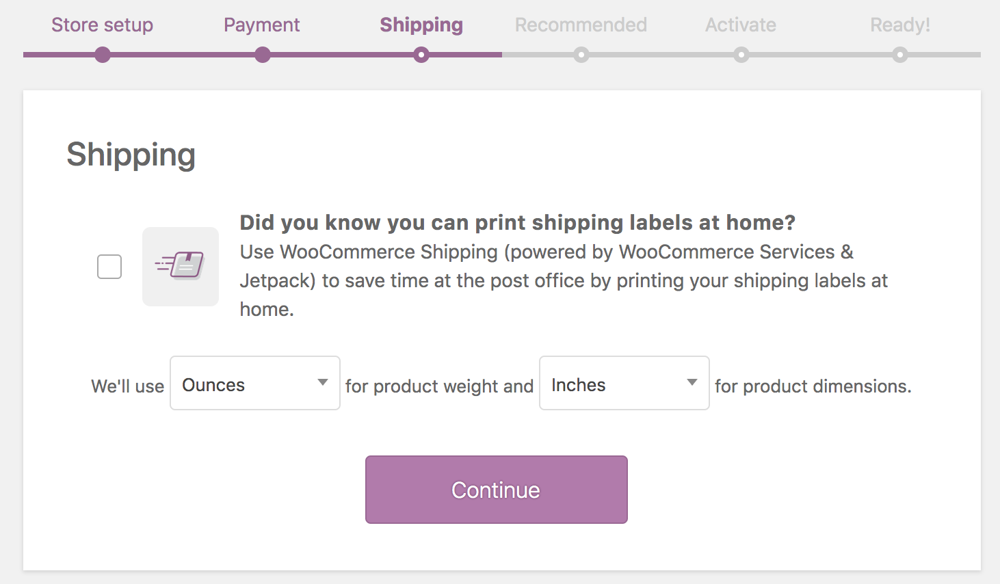 Store setup Payment Shipping Recommended Activate Ready!
Shipping
Did you know you can print shipping labels at home?
Use WooCommerce Shipping (powered by WooCommerce Services &
Jetpack) to save time at the post office by printing your shipping labels at
home.
We'll use Ounces for product weight and Inches for product dimensions.
Continue